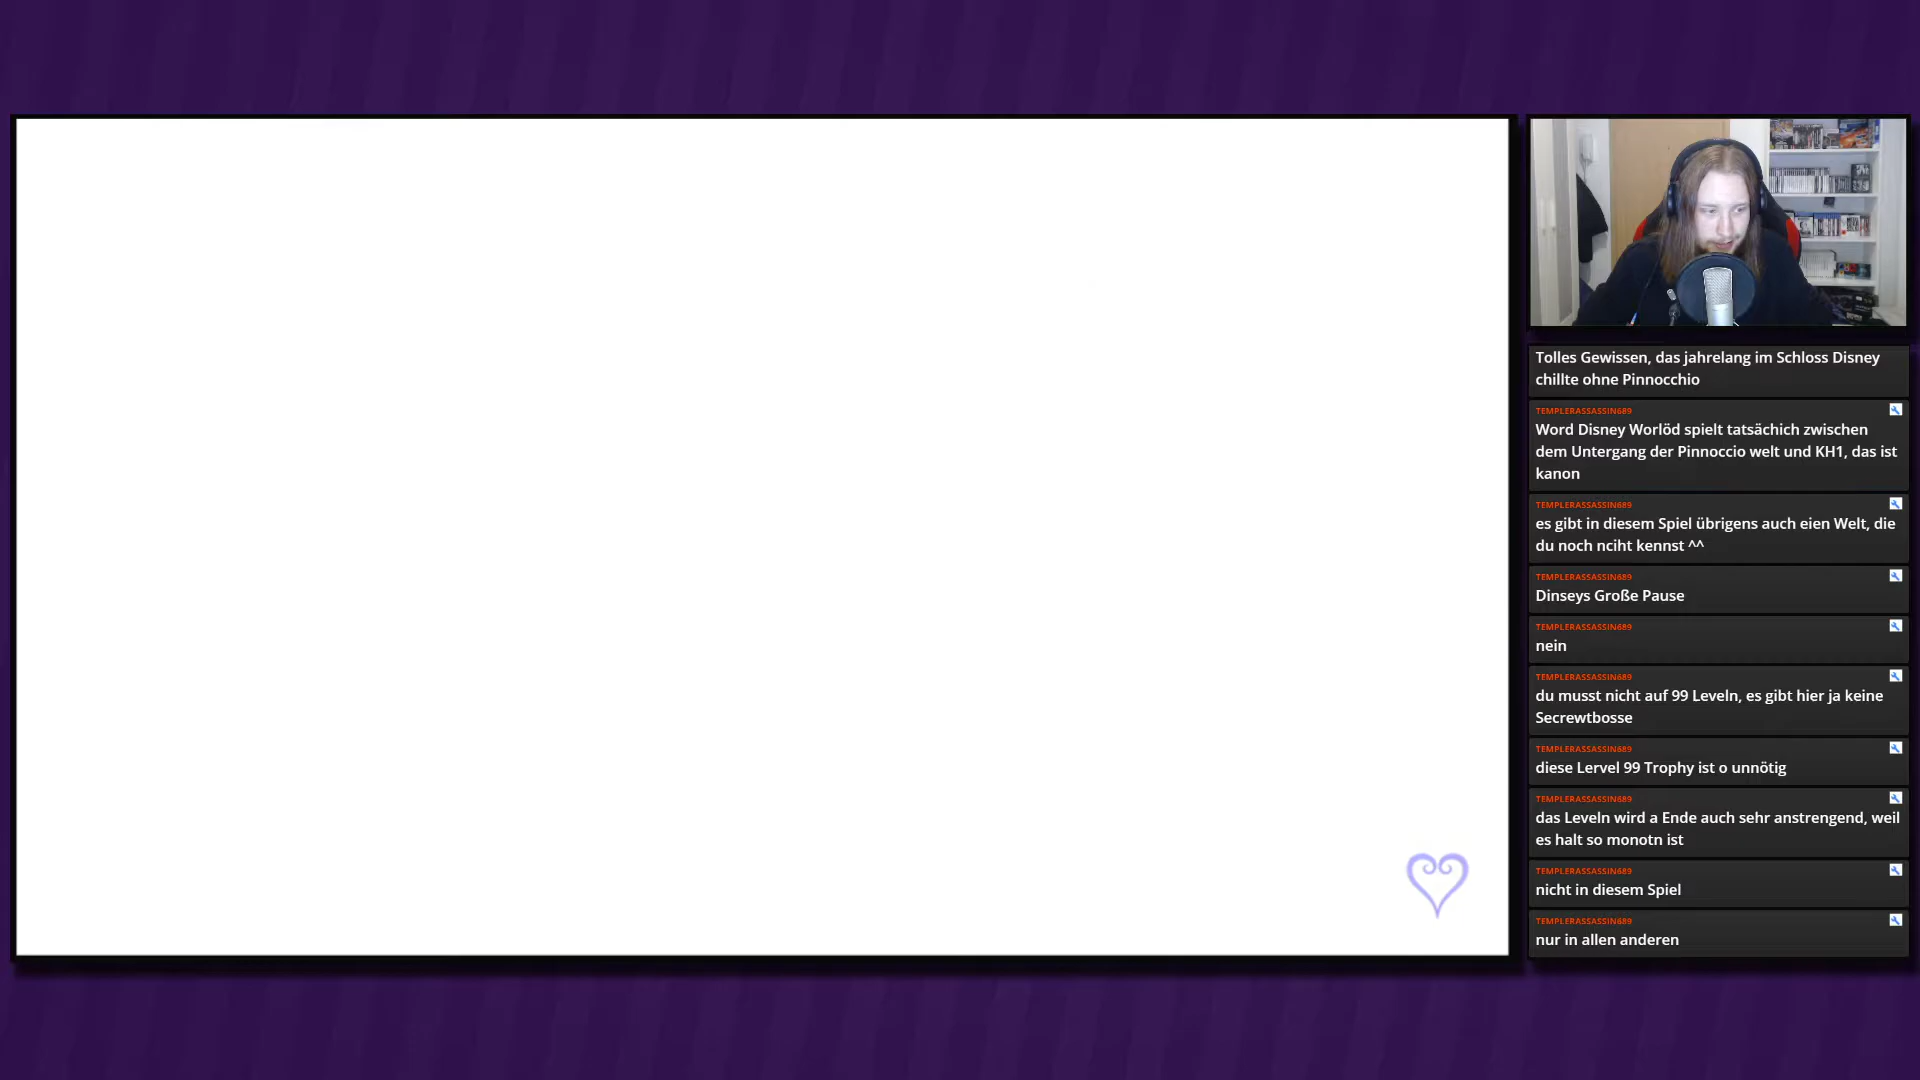 Tolles Gewissen, das jahrelang im Schloss Disney
chillte ohne Pinnocchio
TEMPLERASSASSIN689
Word Disney Worlöd spielt tatsächich zwischen
dem Untergang der Pinnoccio welt und KH1, das ist
kanon
TEMPLERASSASSIN689
es gibt in diesem Spiel übrigens auch eien Welt, die
du noch nciht kennst ^^
TEMPLERASSASSIN689
Dinseys Große Pause
TEMPLERASSASSIN689
nein
TEMPLERASSASSIN689
du musst nicht auf 99 Leveln, es gibt hier ja keine
Secrewtbosse
TEMPLERASSASSIN689
diese Lervel 99 Trophy ist o unnötig
TEMPLERASSASSIN689
das Leveln wird a Ende auch sehr anstrengend, weil
es halt so monotn ist
TEMPLERASSASSIN689
nicht in diesem Spiel
TEMPLERASSASSIN689
nur in allen anderen